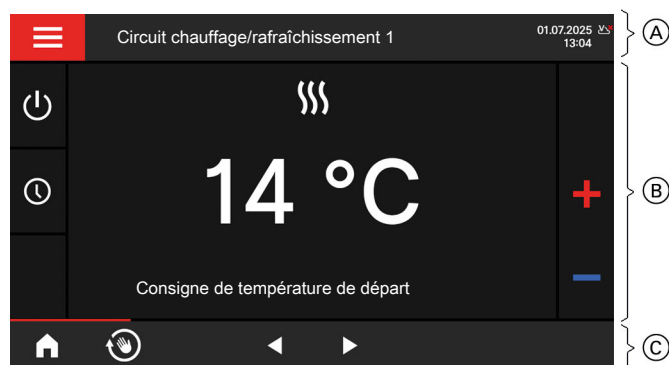 Circuit chauffage/rafraîchissement 1
01.07.2025
13:04
A
14 °C
B
Consigne de température de départ
C